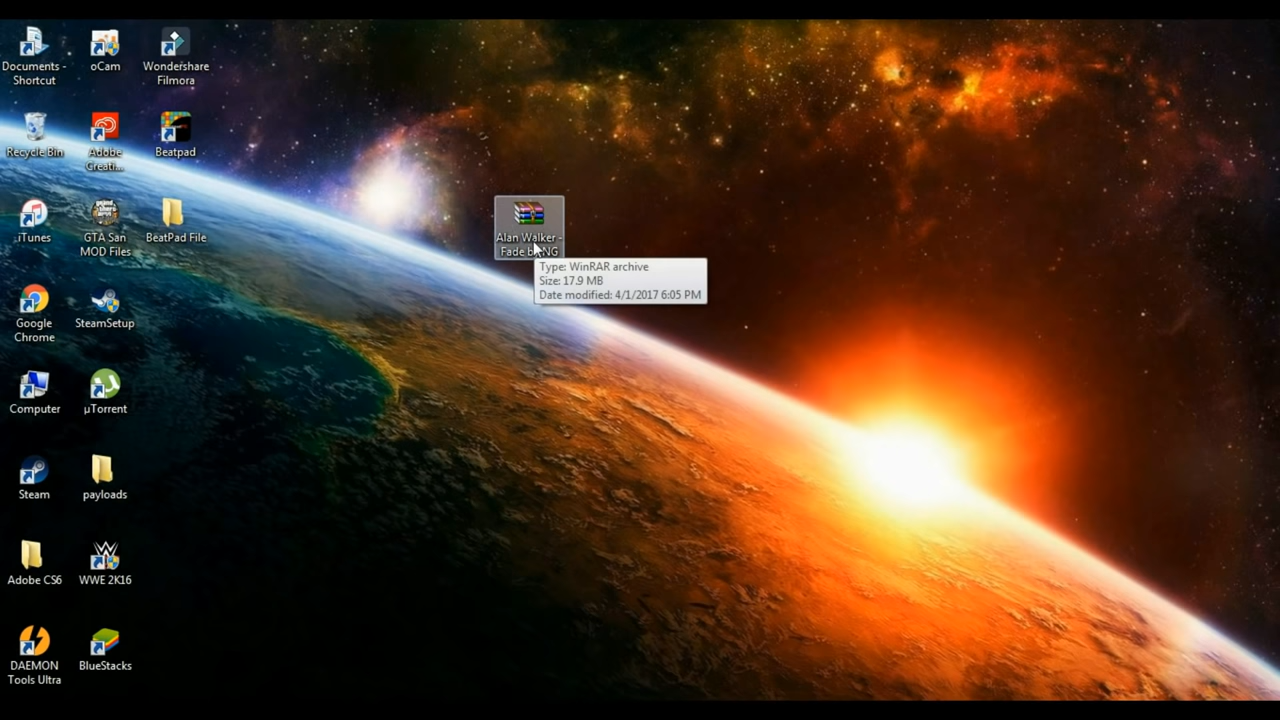 Documents -
Shortcut
oCam
Wondershare
Filmora
Recycle Bin
Adobe
Creati...
Beatpad
iTunes
GTA San
MOD Files
BeatPad File
Alan Walker -
Fade by NG
Type: WinRAR archive
Size: 17.9 MB
Date modified: 4/1/2017 6:05 PM
Google
Chrome
SteamSetup
Computer
µTorrent
Steam
payloads
Adobe CS6
WWE 2K16
DAEMON
Tools Ultra
BlueStacks